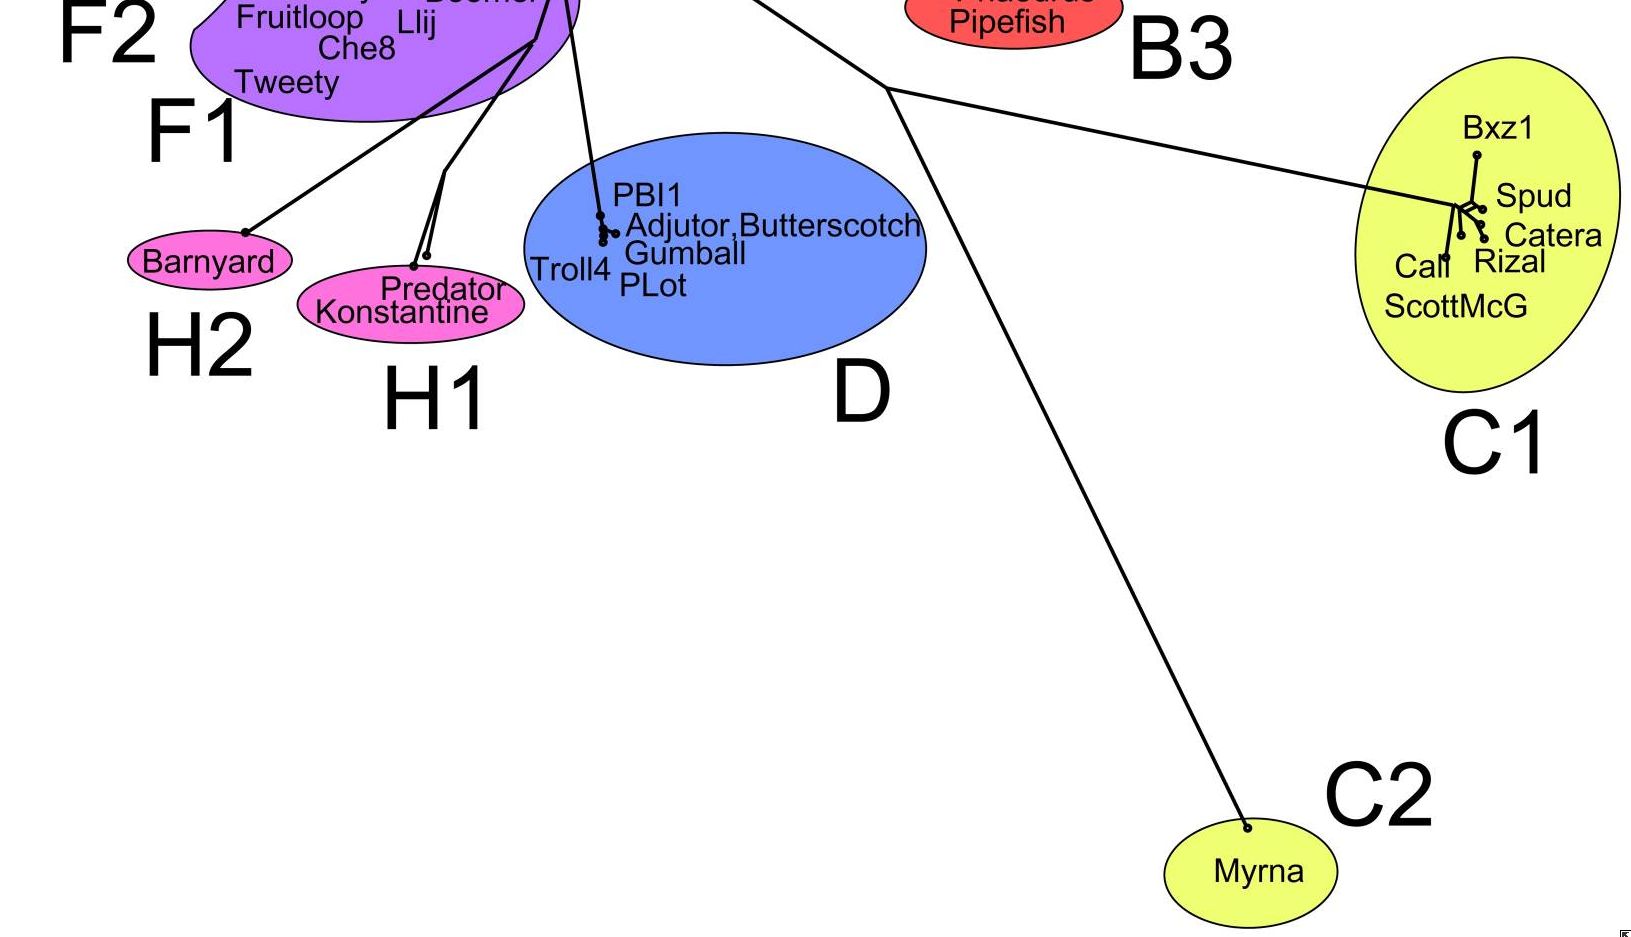 F2
Fruitloop
Llij
Che8
Tweety
F1
Pipefish
B3
Bxz1
Spud
Catera
Rizal
Cali
ScottMcG
C1
PBI1
Adjutor,Butterscotch
Gumball
Troll4
PLot
D
Barnyard
H2
Predator
Konstantine
H1
C2
Myrna